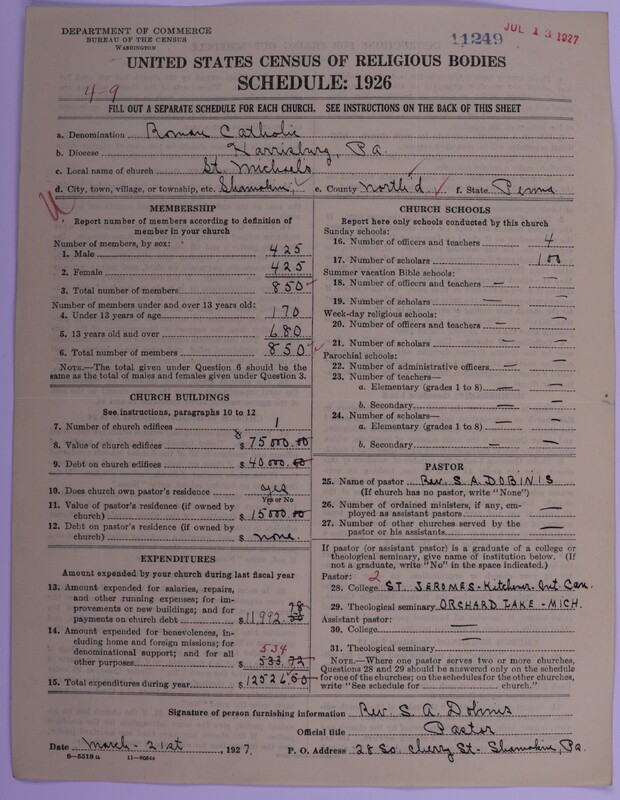 DEPARTMENT OF COMMERCE
BUREAU OF THE CENSUS
WASHINGTON
11249
JUL 13 1927
UNITED STATES CENSUS OF RELIGIOUS BODIES
SCHEDULE: 1926
4-9
FILL OUT A SEPARATE SCHEDULE FOR EACH CHURCH. SEE INSTRUCTIONS ON THE BACK OF THIS SHEET
a. Denomination Roman Catholic
b. Diocese Harrisburg, Pa.
c. Local name of church St. Michael's
d. City, town, village, or township, etc. Shamokin, e. County North'd f. State Penna
MEMBERSHIP
Report number of members according to definition of
member in your church
Number of members, by sex:
1. Male 425
2. Female 425
3. Total number of members: 850
Number of members under and over 13 years old:
4. Under 13 years of age 170
5. 13 years old and over 680
6. Total number of members 850
NOTE.—The total given under Question 6 should be the
same as the total of males and females given under Question 3.
CHURCH BUILDINGS
See instructions, paragraphs 10 to 12
7. Number of church edifices 1
8. Value of church edifices $ 75000.00
9. Debt on church edifices $ 40000.00
10. Does church own pastor's residence yes
Yes or No
11. Value of pastor's residence (if owned by
church) $ 15000.00
12. Debt on pastor's residence (if owned by
church) $ none.
EXPENDITURES
Amount expended by your church during last fiscal year
13. Amount expended for salaries, repairs,
and other running expenses; for im-
provements or new buildings; and for
payments on church debt $ 11,992.78
14. Amount expended for benevolences, in-
cluding home and foreign missions; for
denominational support; and for all
534
other purposes $ 533.72
15. Total expenditures during year $ 12526.50
CHURCH SCHOOLS
Report here only schools conducted by this church
Sunday schools:
16. Number of officers and teachers 4
17. Number of scholars 100
Summer vacation Bible schools:
18. Number of officers and teachers —
19. Number of scholars —
Week-day religious schools:
20. Number of officers and teachers —
21. Number of scholars —
Parochial schools:
22. Number of administrative officers —
23. Number of teachers—
a. Elementary (grades 1 to 8) —
b. Secondary —
24. Number of scholars—
a. Elementary (grades 1 to 8) —
b. Secondary —
PASTOR
25. Name of pastor Rev. S. A. DOBINIS
(If church has no pastor, write "None")
26. Number of ordained ministers, if any, em-
ployed as assistant pastors —
27. Number of other churches served by the
pastor or his assistants —
If pastor (or assistant pastor) is a graduate of a college or
theological seminary, give name of institution below. (If
not a graduate, write "No" in the space indicated.)
Pastor: 2
28. College ST. JEROMES - Kitchener. Ont Can.
29. Theological seminary ORCHARD LAKE - MICH.
Assistant pastor:
30. College —
31. Theological seminary —
NOTE.—Where one pastor serves two or more churches,
Questions 28 and 29 should be answered only on the schedule
for one of the churches; on the schedules for the other churches,
write "See schedule for church."
Signature of person furnishing information Rev. S. A. Dobinis
Official title Pastor
Date March - 21st, 1927. P. O. Address 28 So. Cherry St - Shamokin, Pa.
8—5518 a